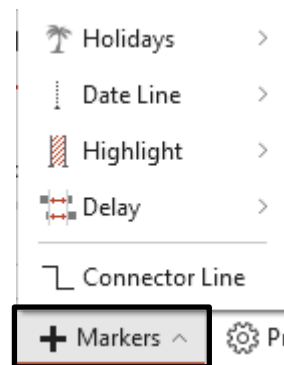 Holidays
Date Line
Highlight
Delay
Connector Line
Markers